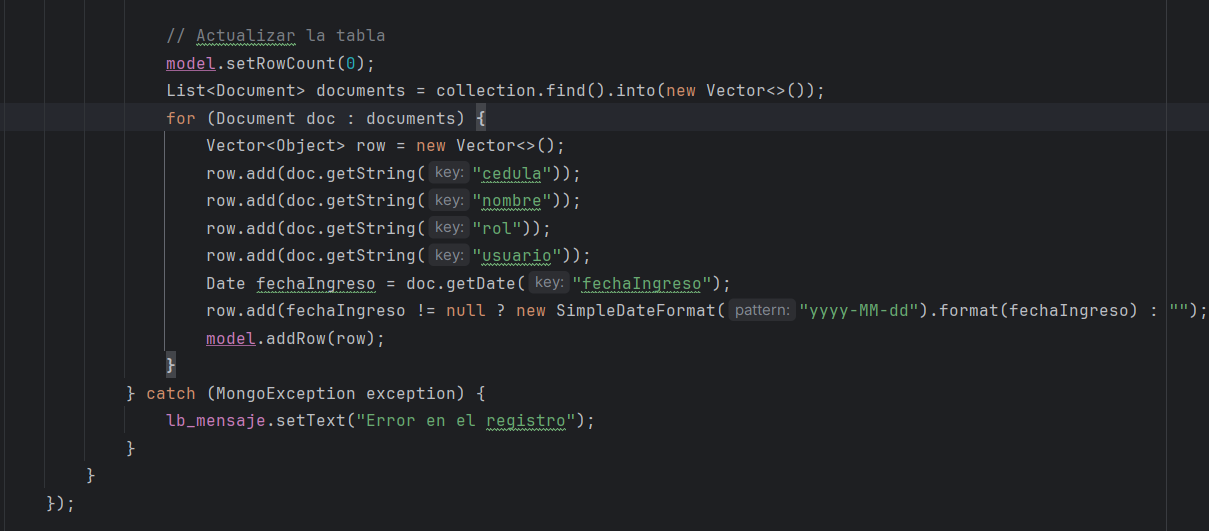 // Actualizar la tabla
model.setRowCount(0);
List<Document> documents = collection.find().into(new Vector<>());
for (Document doc : documents) {
Vector<Object> row = new Vector<>();
row.add(doc.getString( key: "cedula"));
row.add(doc.getString( key: "nombre"));
row.add(doc.getString( key: "rol"));
row.add(doc.getString( key: "usuario"));
Date fechaIngreso = doc.getDate( key: "fechaIngreso");
row.add(fechaIngreso != null ? new SimpleDateFormat( pattern: "yyyy-MM-dd").format(fechaIngreso) : "");
model.addRow(row);
}
} catch (MongoException exception) {
lb_mensaje.setText("Error en el registro");
}
}
});